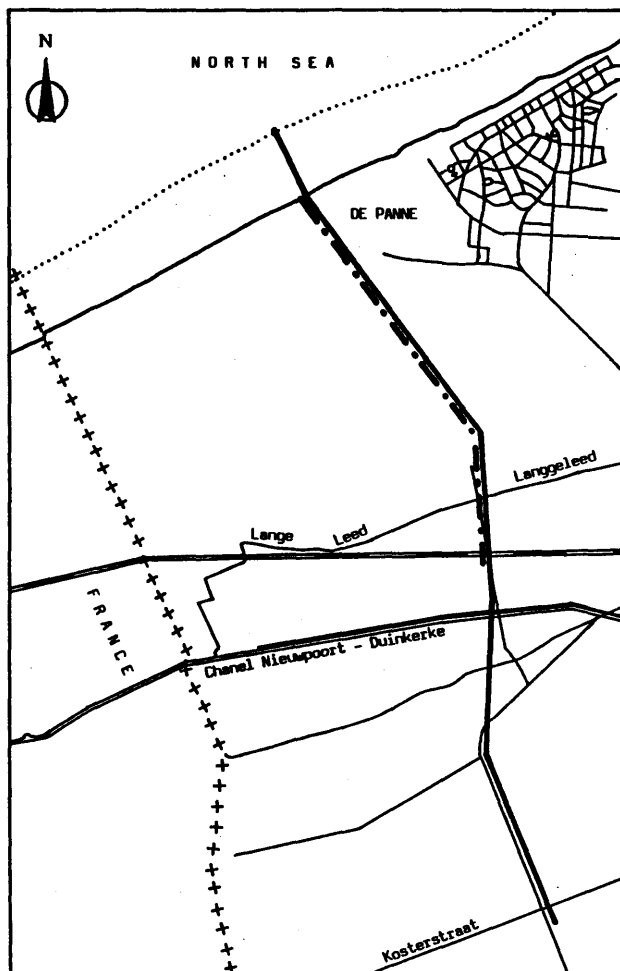 N
NORTH SEA
DE PANNE
Langgeleed
Lange Leed
FRANCE
Chanel Nieuwpoort - Duinkerke
Kosterstraat